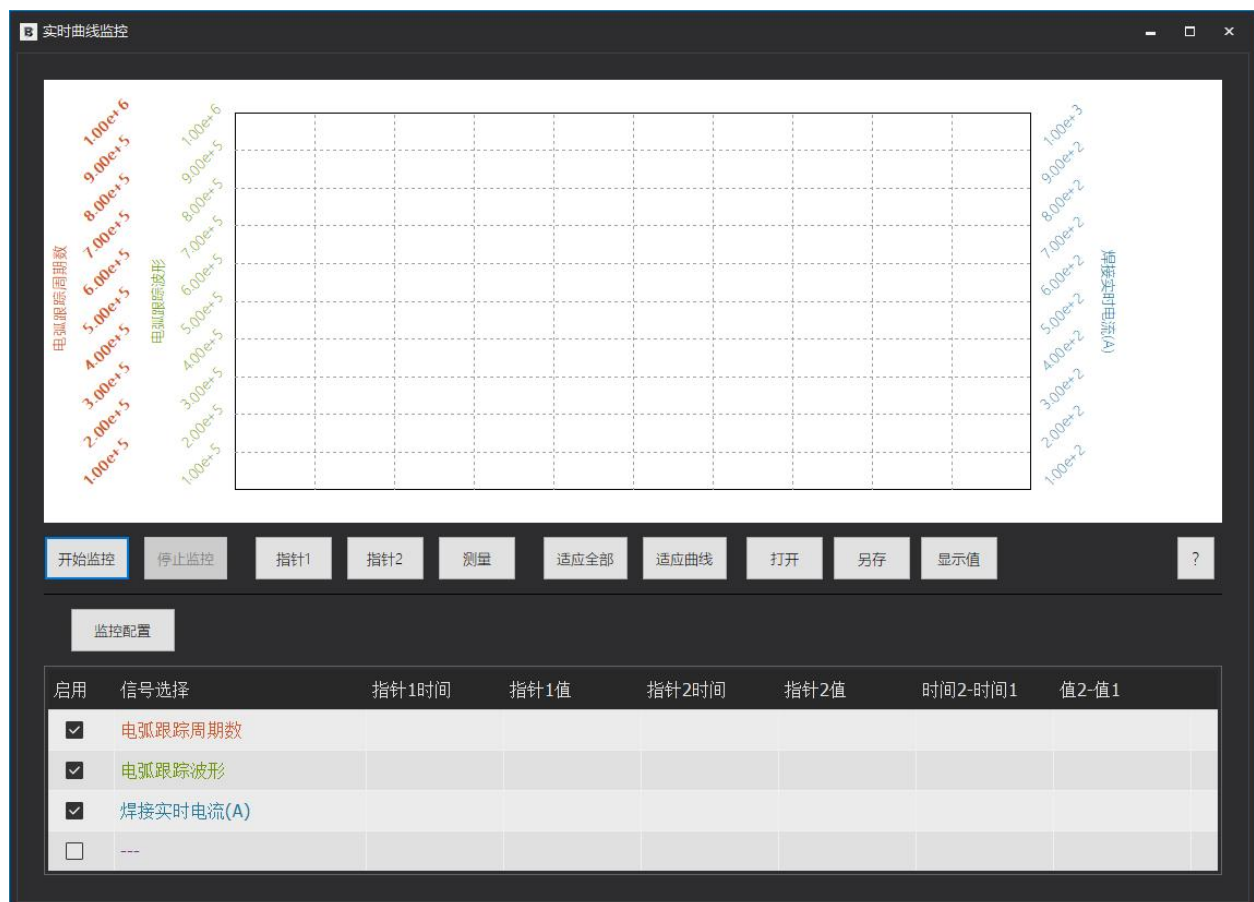 B 实时曲线监控
电弧跟踪周期数
1.00e+6
9.00e+5
8.00e+5
7.00e+5
6.00e+5
5.00e+5
4.00e+5
3.00e+5
2.00e+5
1.00e+5
电弧跟踪波形
1.00e+6
9.00e+5
8.00e+5
7.00e+5
6.00e+5
5.00e+5
4.00e+5
3.00e+5
2.00e+5
1.00e+5
1.00e+3
9.00e+2
8.00e+2
7.00e+2
6.00e+2
5.00e+2
4.00e+2
3.00e+2
2.00e+2
1.00e+2
焊接实时电流(A)
开始监控 停止监控 指针1 指针2 测量 适应全部 适应曲线 打开 另存 显示值 ?
监控配置
启用 信号选择 指针1时间 指针1值 指针2时间 指针2值 时间2-时间1 值2-值1
电弧跟踪周期数
电弧跟踪波形
焊接实时电流(A)
---